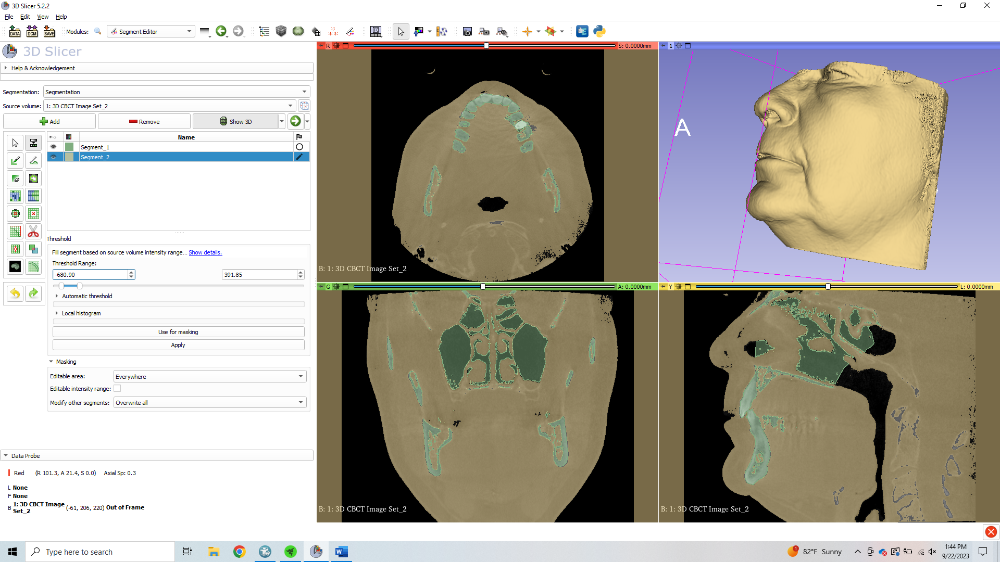 3D Slicer 5.2.2
File Edit View Help
DATA DCM SAVE Modules: Segment Editor
3D Slicer
Help & Acknowledgement
Segmentation: Segmentation
Source volume: 1: 3D CBCT Image Set_2
Add Remove Show 3D
Name
Segment_1
Segment_2
Threshold
Fill segment based on source volume intensity range... Show details.
Threshold Range:
-680.90 391.85
Automatic threshold
Local histogram
Use for masking
Apply
Masking
Editable area: Everywhere
Editable intensity range:
Modify other segments: Overwrite all
Data Probe
Red (R 101.3, A 21.4, S 0.0) Axial Sp: 0.3
L None
F None
B 1: 3D CBCT Image Set_2 (-61, 206, 220) Out of Frame
R S: 0.0000mm
B: 1: 3D CBCT Image Set_2
1
A
G A: 0.0000mm
B: 1: 3D CBCT Image Set_2
Y L: 0.0000mm
B: 1: 3D CBCT Image Set_2
Type here to search
1
82°F Sunny
1:44 PM
9/22/2023